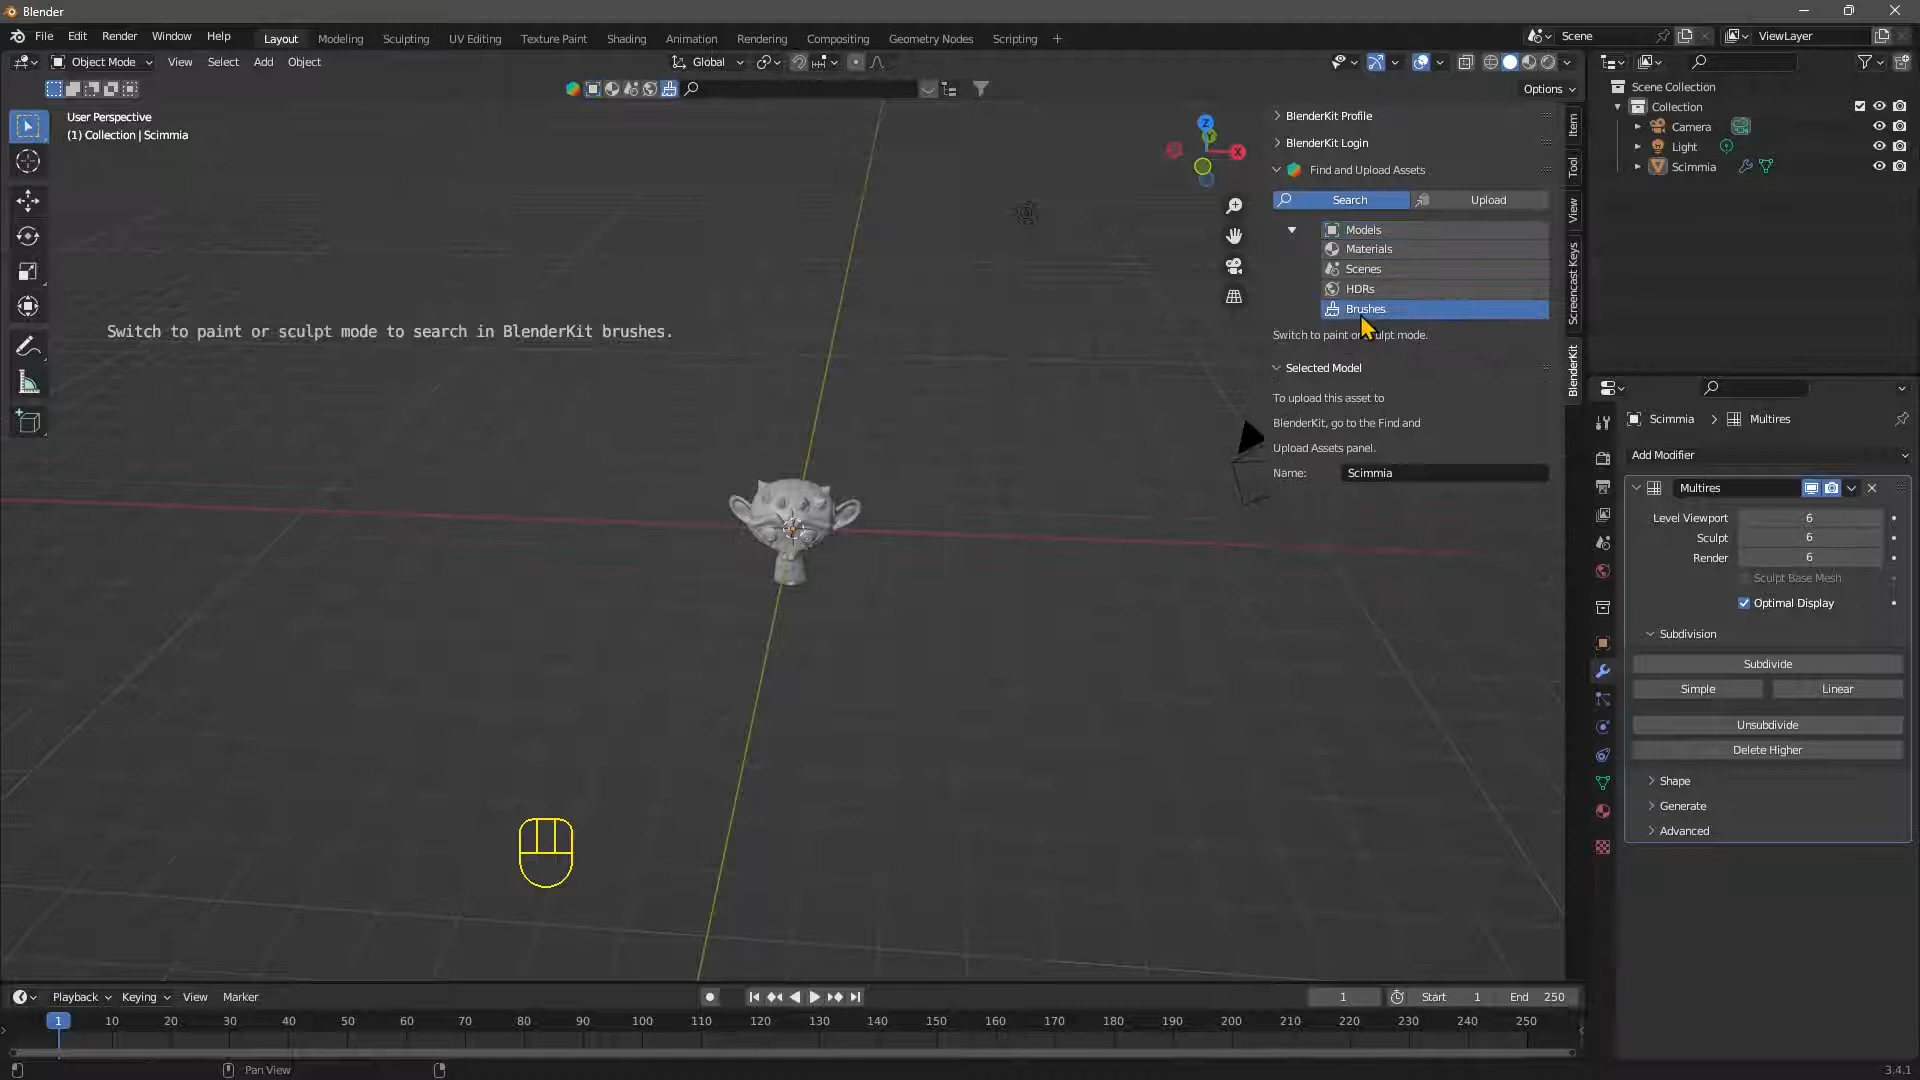 Blender
File Edit Render Window Help
Layout Modeling Sculpting UV Editing Texture Paint Shading Animation Rendering Compositing Geometry Nodes Scripting +
Scene
ViewLayer
Object Mode View Select Add Object
Global
Options
User Perspective
(1) Collection | Scimmia
Switch to paint or sculpt mode to search in BlenderKit brushes.
Z
Y
X
BlenderKit Profile
BlenderKit Login
Find and Upload Assets
Search Upload
Models
Materials
Scenes
HDRs
Brushes
Switch to paint or sculpt mode.
Selected Model
To upload this asset to
BlenderKit, go to the Find and
Upload Assets panel.
Name: Scimmia
Item
Tool
View
Screencast Keys
BlenderKit
Scene Collection
Collection
Camera
Light
Scimmia
Scimmia > Multires
Add Modifier
Multires
Level Viewport 6
Sculpt 6
Render 6
Sculpt Base Mesh
Optimal Display
Subdivision
Subdivide
Simple Linear
Unsubdivide
Delete Higher
Shape
Generate
Advanced
Playback Keying View Marker
1 Start 1 End 250
1 10 20 30 40 50 60 70 80 90 100 110 120 130 140 150 160 170 180 190 200 210 220 230 240 250
Pan View
3.4.1